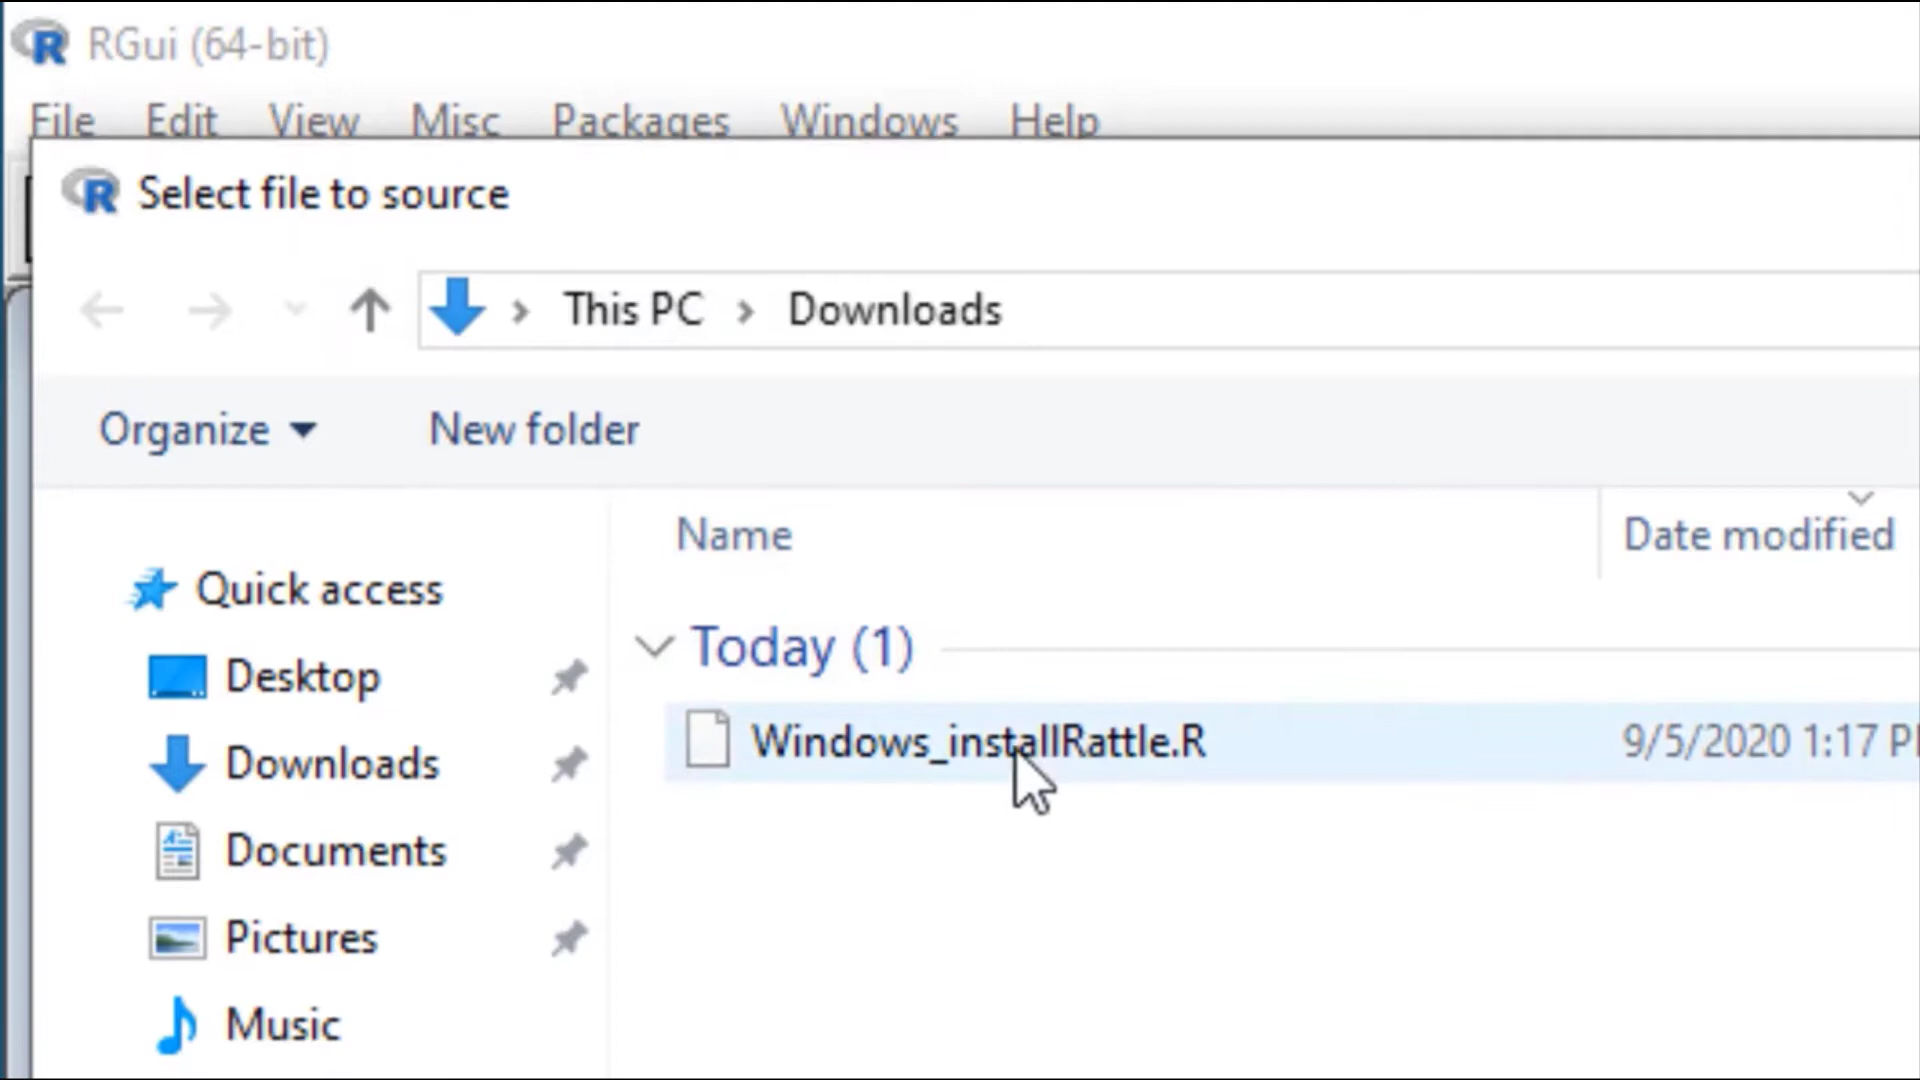 RGui (64-bit)
File Edit View Misc Packages Windows Help
Select file to source
This PC > Downloads
Organize New folder
Name Date modified
Quick access
Today (1)
Desktop
Windows_installRattle.R 9/5/2020 1:17 P
Downloads
Documents
Pictures
Music